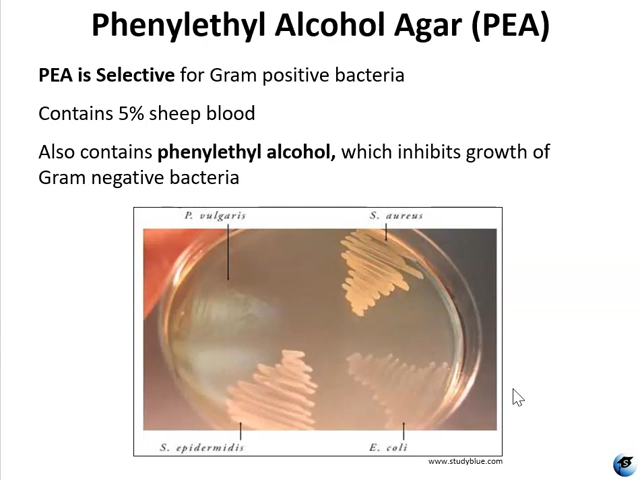 Phenylethyl Alcohol Agar (PEA)
PEA is Selective for Gram positive bacteria
Contains 5% sheep blood
Also contains phenylethyl alcohol, which inhibits growth of
Gram negative bacteria
P. vulgaris
S. aureus
S. epidermidis
E. coli
www.studyblue.com
S